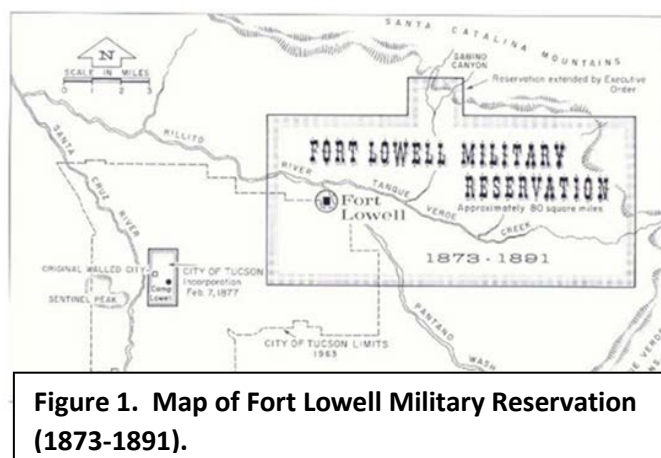 SANTA CATALINA MOUNTAINS
N
SCALE IN MILES
0 1 2 3
SABINO
CANYON
Reservation extended by Executive
Order
RILLITO
RIVER
FORT LOWELL MILITARY
RESERVATION
Approximately 80 square miles
TANQUE VERDE CREEK
Fort
Lowell
1873-1891
SANTA CRUZ RIVER
ORIGINAL WALLED CITY
CITY OF TUCSON
Incorporation
Feb. 7, 1877
Camp
Lowell
SENTINEL PEAK
PANTANO
WASH
CITY OF TUCSON LIMITS
1963
VERDE
Figure 1. Map of Fort Lowell Military Reservation
(1873-1891).